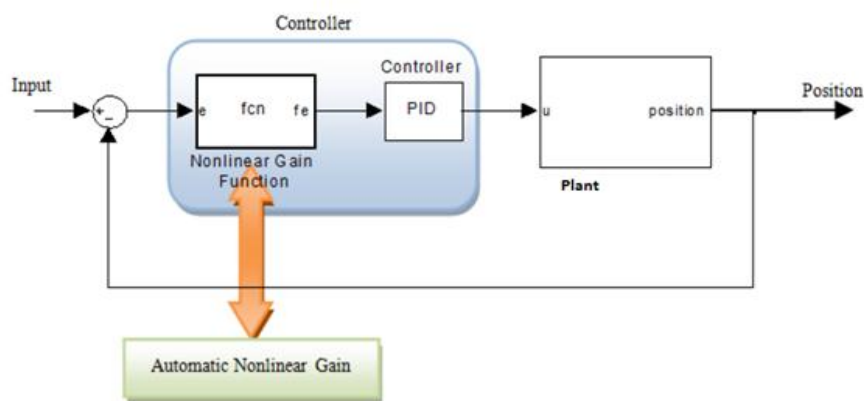 Controller
Input
Controller
Position
+
-
e
fcn
fe
PID
u
position
Nonlinear Gain
Function
Plant
Automatic Nonlinear Gain